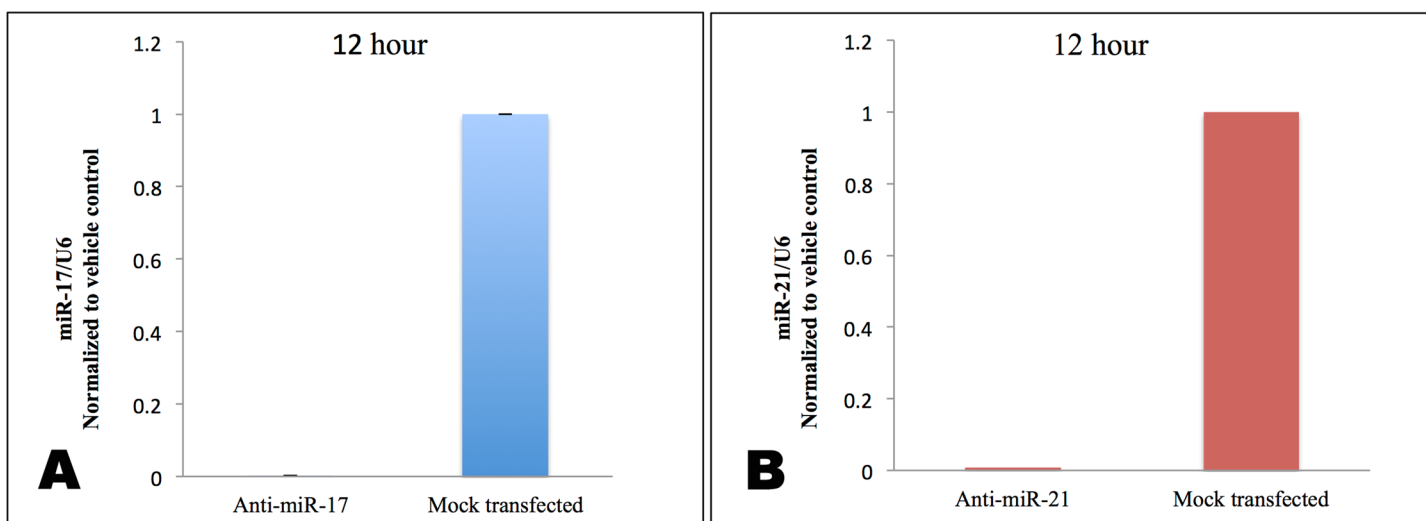 12 hour
1.2
1
0.8
0.6
0.4
0.2
0
miR-17/U6
Normalized to vehicle control
Anti-miR-17
Mock transfected
A
12 hour
1.2
1
0.8
0.6
0.4
0.2
0
miR-21/U6
Normalized to vehicle control
Anti-miR-21
Mock transfected
B